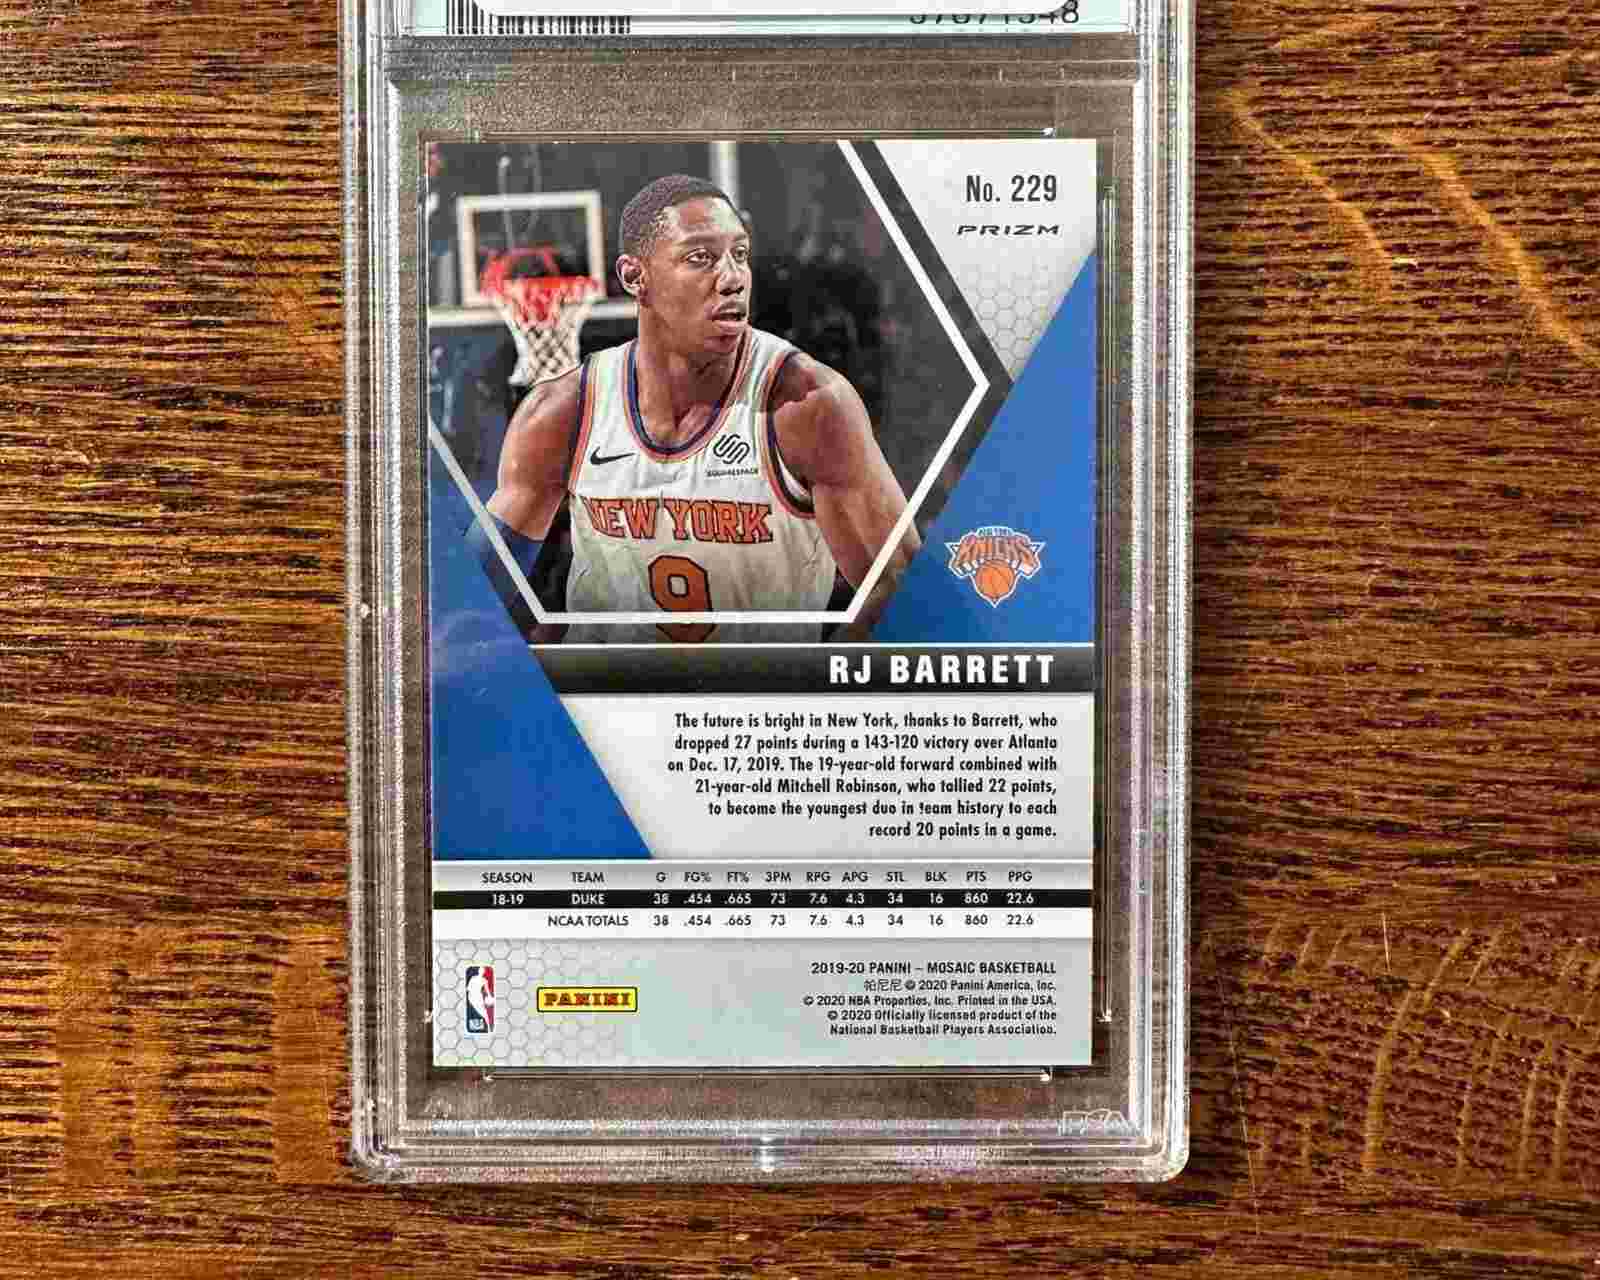 No. 229
PRIZM
SQUARESPACE
NEW YORK
9
KNICKS
RJ BARRETT
The future is bright in New York, thanks to Barrett, who
dropped 27 points during a 143-120 victory over Atlanta
on Dec. 17, 2019. The 19-year-old forward combined with
21-year-old Mitchell Robinson, who tallied 22 points,
to become the youngest duo in team history to each
record 20 points in a game.
SEASON TEAM G FG% FT% 3PM RPG APG STL BLK PTS PPG
18-19 DUKE 38 .454 .665 73 7.6 4.3 34 16 860 22.6
NCAA TOTALS 38 .454 .665 73 7.6 4.3 34 16 860 22.6
2019-20 PANINI – MOSAIC BASKETBALL
帕尼尼 © 2020 Panini America, Inc.
© 2020 NBA Properties, Inc. Printed in the USA.
© 2020 Officially licensed product of the
National Basketball Players Association.
NBA
PANINI
PSA